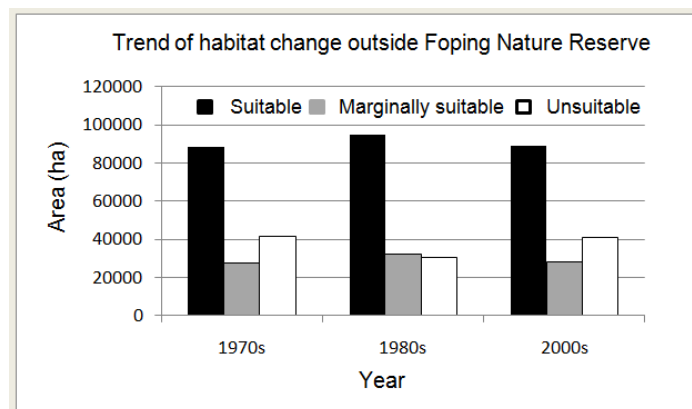 Trend of habitat change outside Foping Nature Reserve
120000
Suitable Marginally suitable Unsuitable
100000
80000
60000
40000
20000
0
Area (ha)
1970s 1980s 2000s
Year